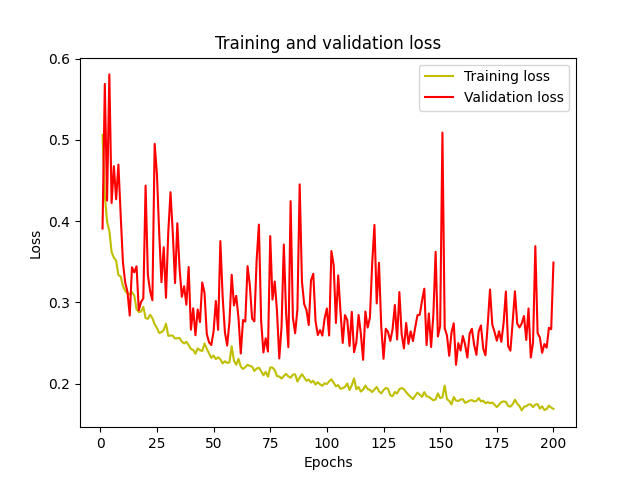 Training and validation loss
Training loss
Validation loss
0.6
0.5
0.4
0.3
0.2
Loss
0 25 50 75 100 125 150 175 200
Epochs